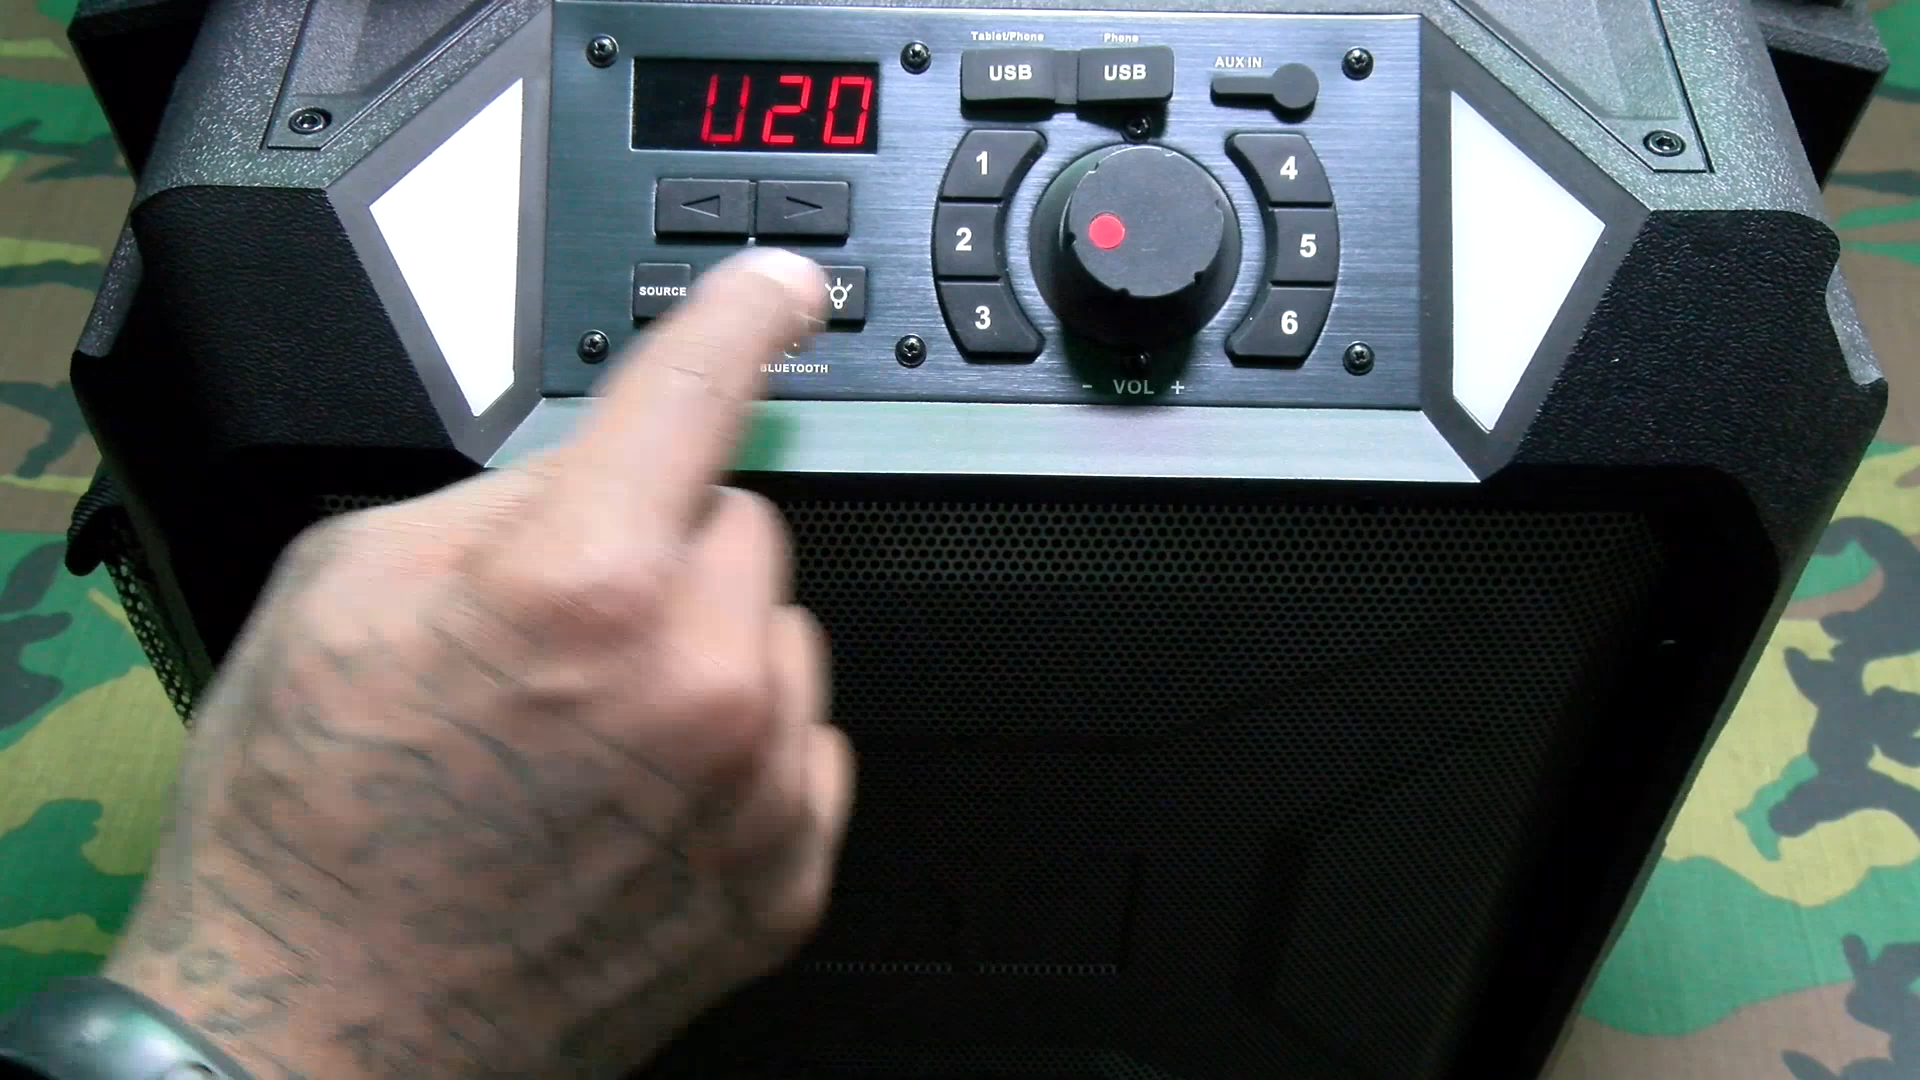 Tablet/Phone
Phone
USB
USB
AUX IN
U20
1
4
2
5
3
6
SOURCE
BLUETOOTH
- VOL +